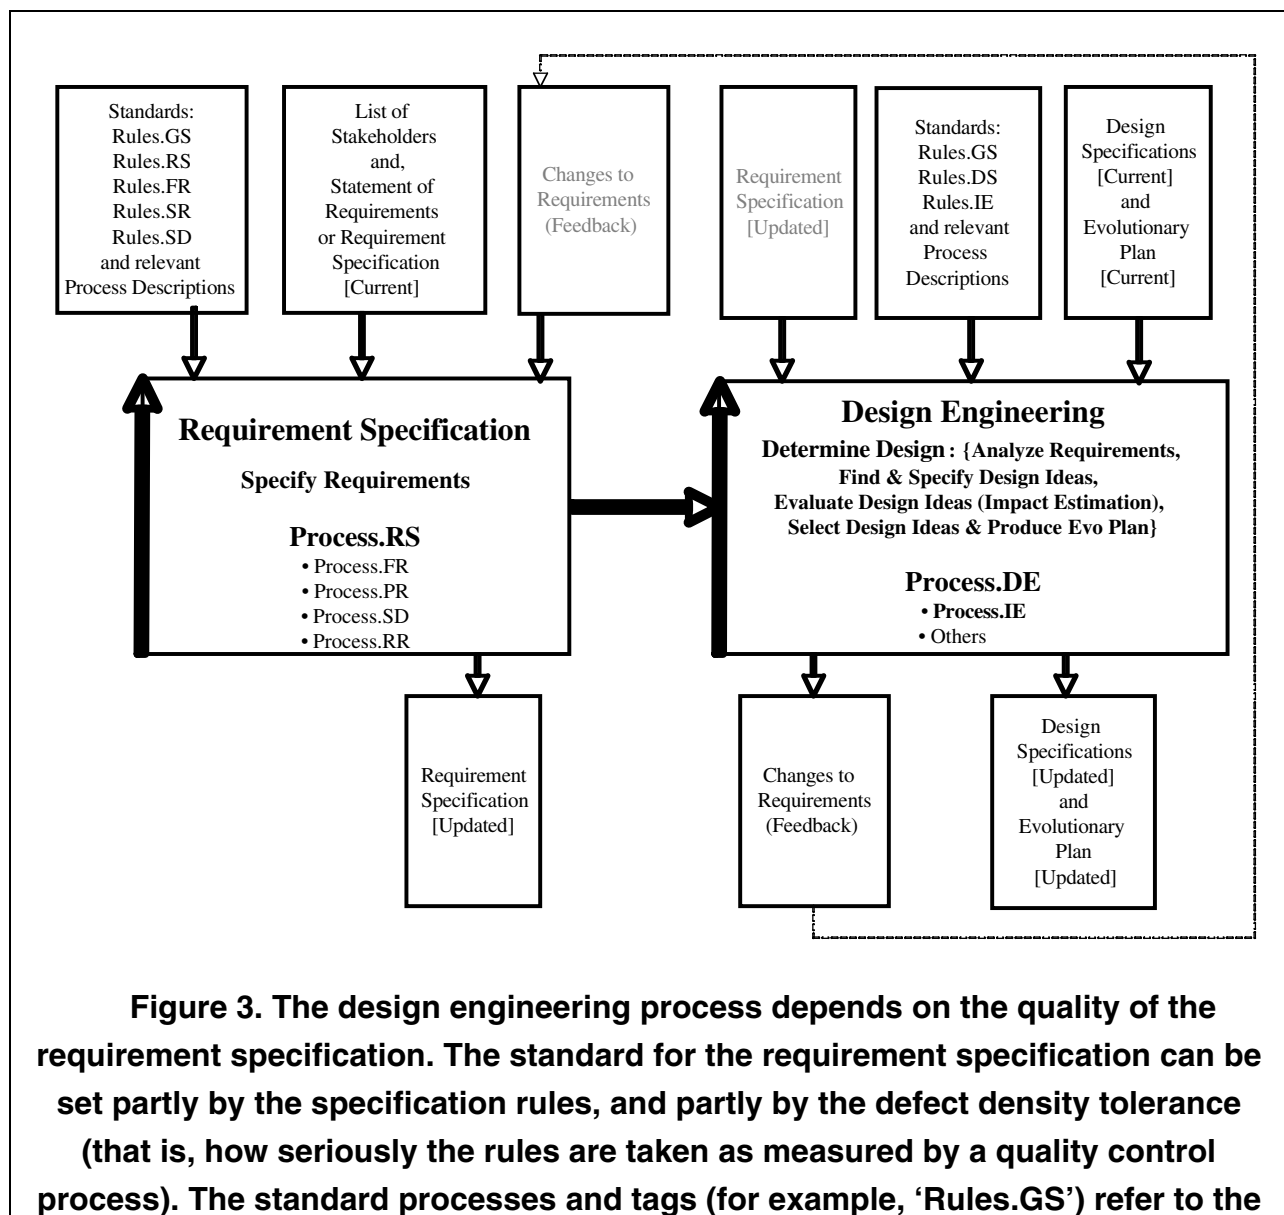 Standards:
Rules.GS
Rules.RS
Rules.FR
Rules.SR
Rules.SD
and relevant
Process Descriptions
List of
Stakeholders
and,
Statement of
Requirements
or Requirement
Specification
[Current]
Changes to
Requirements
(Feedback)
Requirement
Specification
[Updated]
Standards:
Rules.GS
Rules.DS
Rules.IE
and relevant
Process
Descriptions
Design
Specifications
[Current]
and
Evolutionary
Plan
[Current]
Requirement Specification
Specify Requirements
Process.RS
• Process.FR
• Process.PR
• Process.SD
• Process.RR
Design Engineering
Determine Design : {Analyze Requirements,
Find & Specify Design Ideas,
Evaluate Design Ideas (Impact Estimation),
Select Design Ideas & Produce Evo Plan}
Process.DE
• Process.IE
• Others
Requirement
Specification
[Updated]
Changes to
Requirements
(Feedback)
Design
Specifications
[Updated]
and
Evolutionary
Plan
[Updated]
Figure 3. The design engineering process depends on the quality of the
requirement specification. The standard for the requirement specification can be
set partly by the specification rules, and partly by the defect density tolerance
(that is, how seriously the rules are taken as measured by a quality control
process). The standard processes and tags (for example, ‘Rules.GS’) refer to the